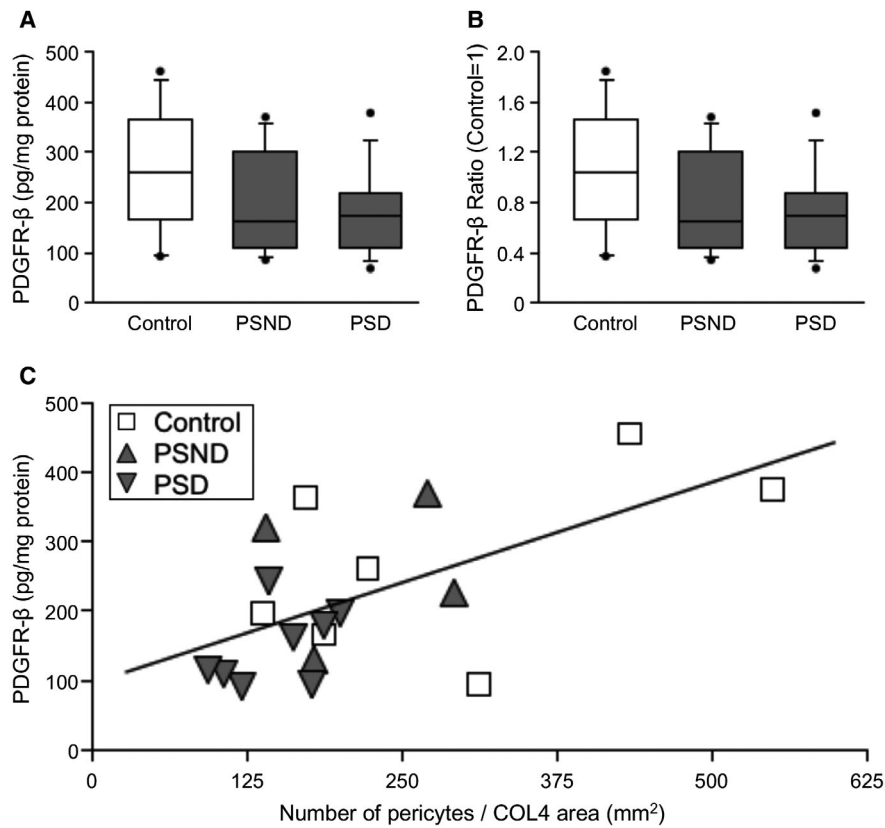 A
PDGFR-β (pg/mg protein)
500
400
300
200
100
0
Control PSND PSD
B
PDGFR-β Ratio (Control=1)
2.0
1.6
1.2
0.8
0.4
0
Control PSND PSD
C
PDGFR-β (pg/mg protein)
500
400
300
200
100
0
Control
PSND
PSD
0 125 250 375 500 625
Number of pericytes / COL4 area (mm²)